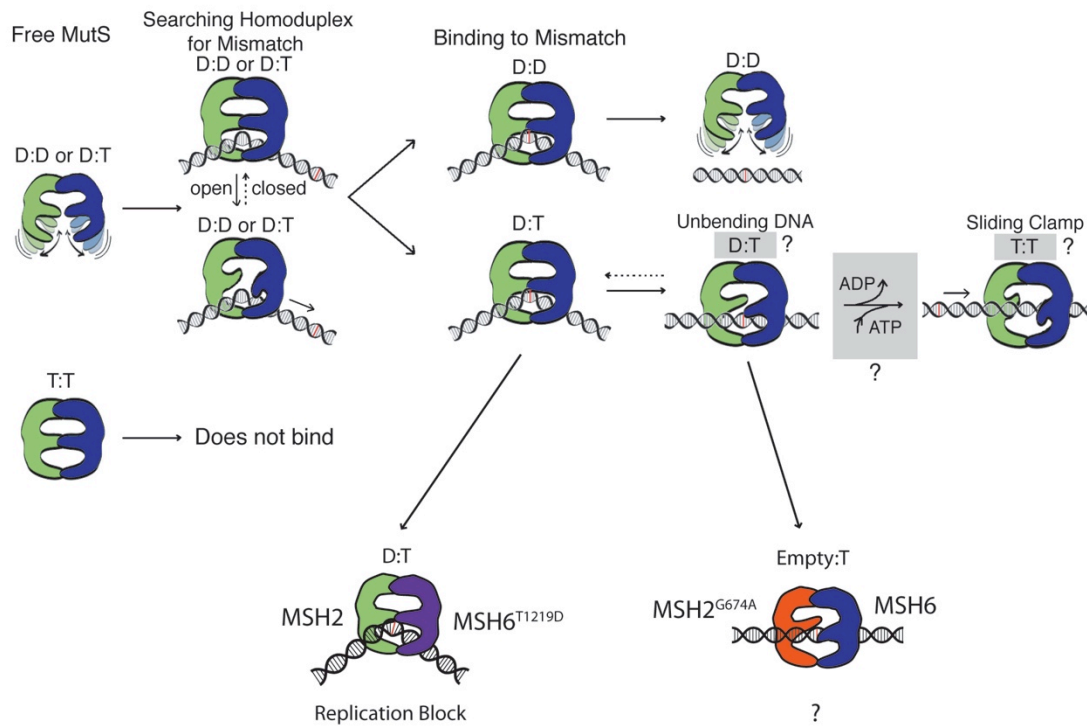 Free MutS
Searching Homoduplex
for Mismatch
Binding to Mismatch
D:D or D:T
D:D
D:D
D:D or D:T
open
closed
D:D or D:T
D:T
Unbending DNA
D:T ?
Sliding Clamp
T:T ?
ADP
ATP
?
T:T
Does not bind
D:T
MSH2
MSH6T1219D
Replication Block
Empty:T
MSH2G674A
MSH6
?